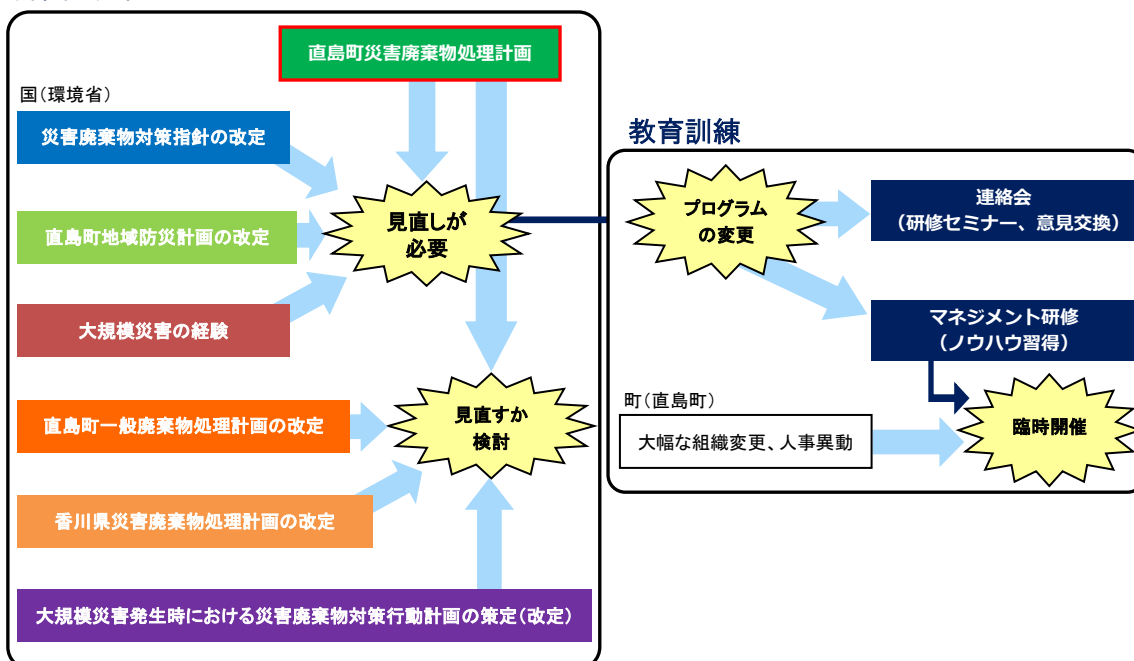 直島町災害廃棄物処理計画
国(環境省)
災害廃棄物対策指針の改定
直島町地域防災計画の改定
大規模災害の経験
見直しが
必要
直島町一般廃棄物処理計画の改定
香川県災害廃棄物処理計画の改定
見直すか
検討
大規模災害発生時における災害廃棄物対策行動計画の策定(改定)
教育訓練
プログラム
の変更
連絡会
(研修セミナー、意見交換)
マネジメント研修
(ノウハウ習得)
町(直島町)
大幅な組織変更、人事異動
臨時開催